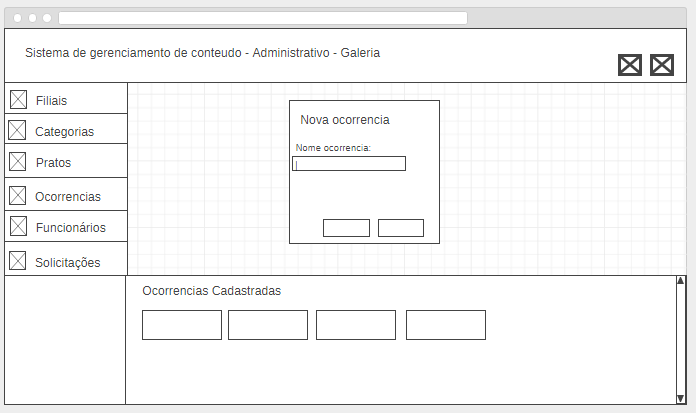 Sistema de gerenciamento de conteudo - Administrativo - Galeria
Filiais
Categorias
Pratos
Ocorrencias
Funcionários
Solicitações
Nova ocorrencia
Nome ocorrencia:
Ocorrencias Cadastradas